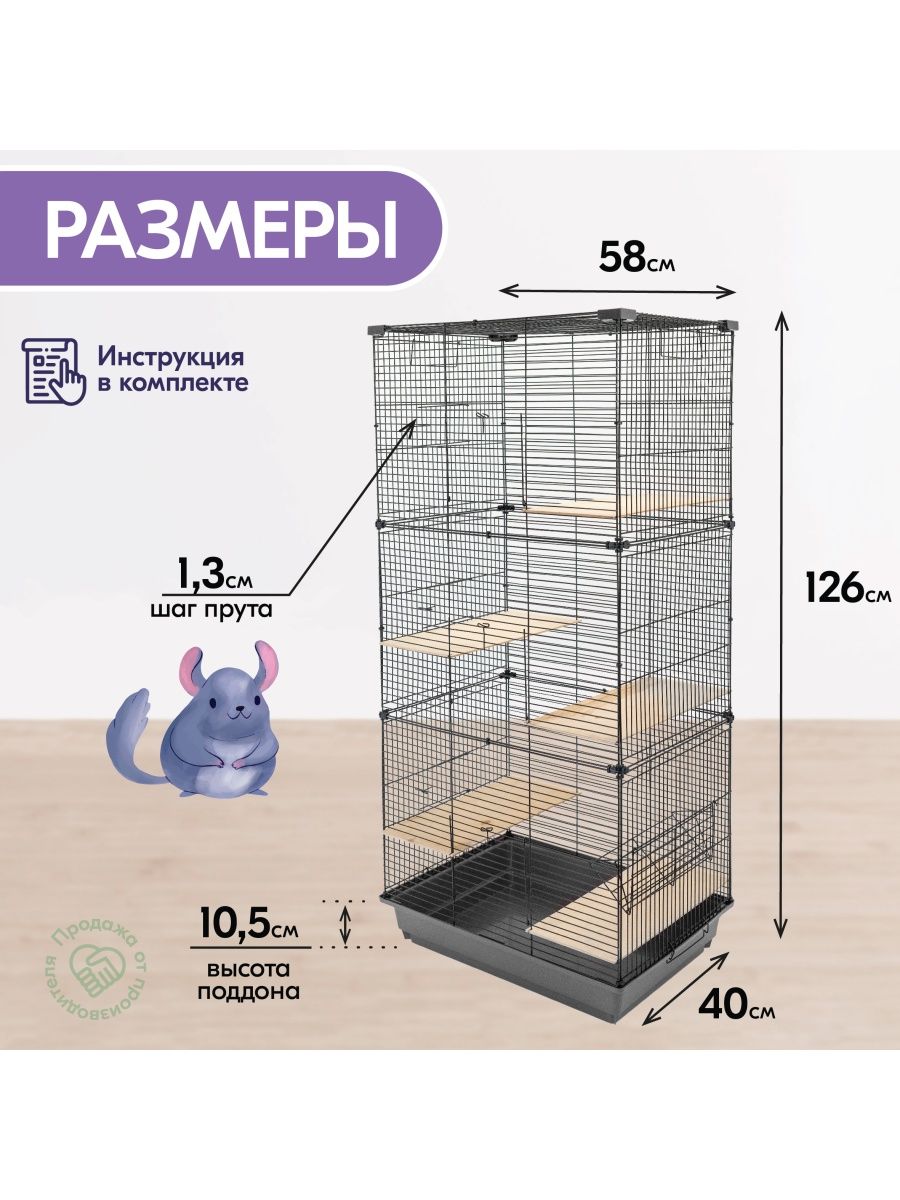 РАЗМЕРЫ
58см
Инструкция
в комплекте
1,3см
шаг прута
126см
10,5см
высота
поддона
40см
Продажа от производителя